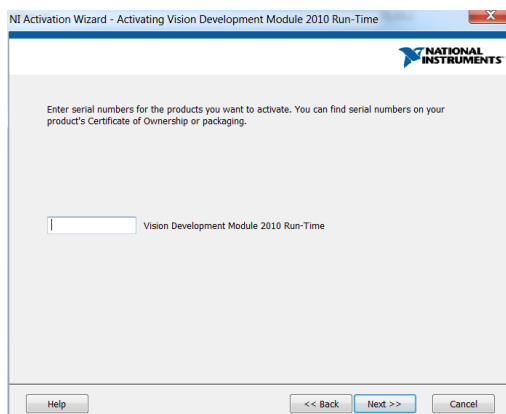 NI Activation Wizard - Activating Vision Development Module 2010 Run-Time
NATIONAL
INSTRUMENTS
Enter serial numbers for the products you want to activate. You can find serial numbers on your
product's Certificate of Ownership or packaging.
Vision Development Module 2010 Run-Time
Help
<< Back
Next >>
Cancel